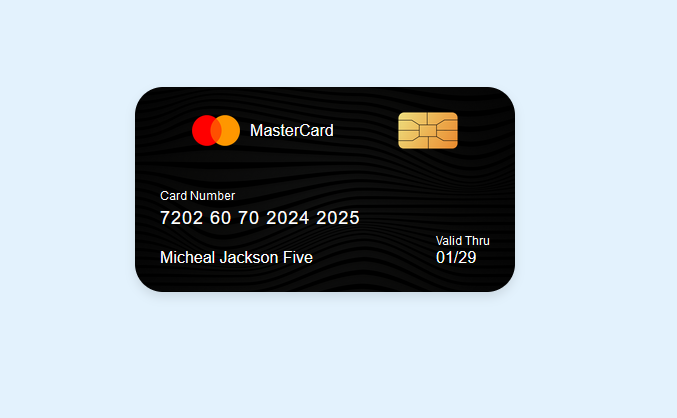 MasterCard
Card Number
7202 60 70 2024 2025
Valid Thru
Micheal Jackson Five
01/29